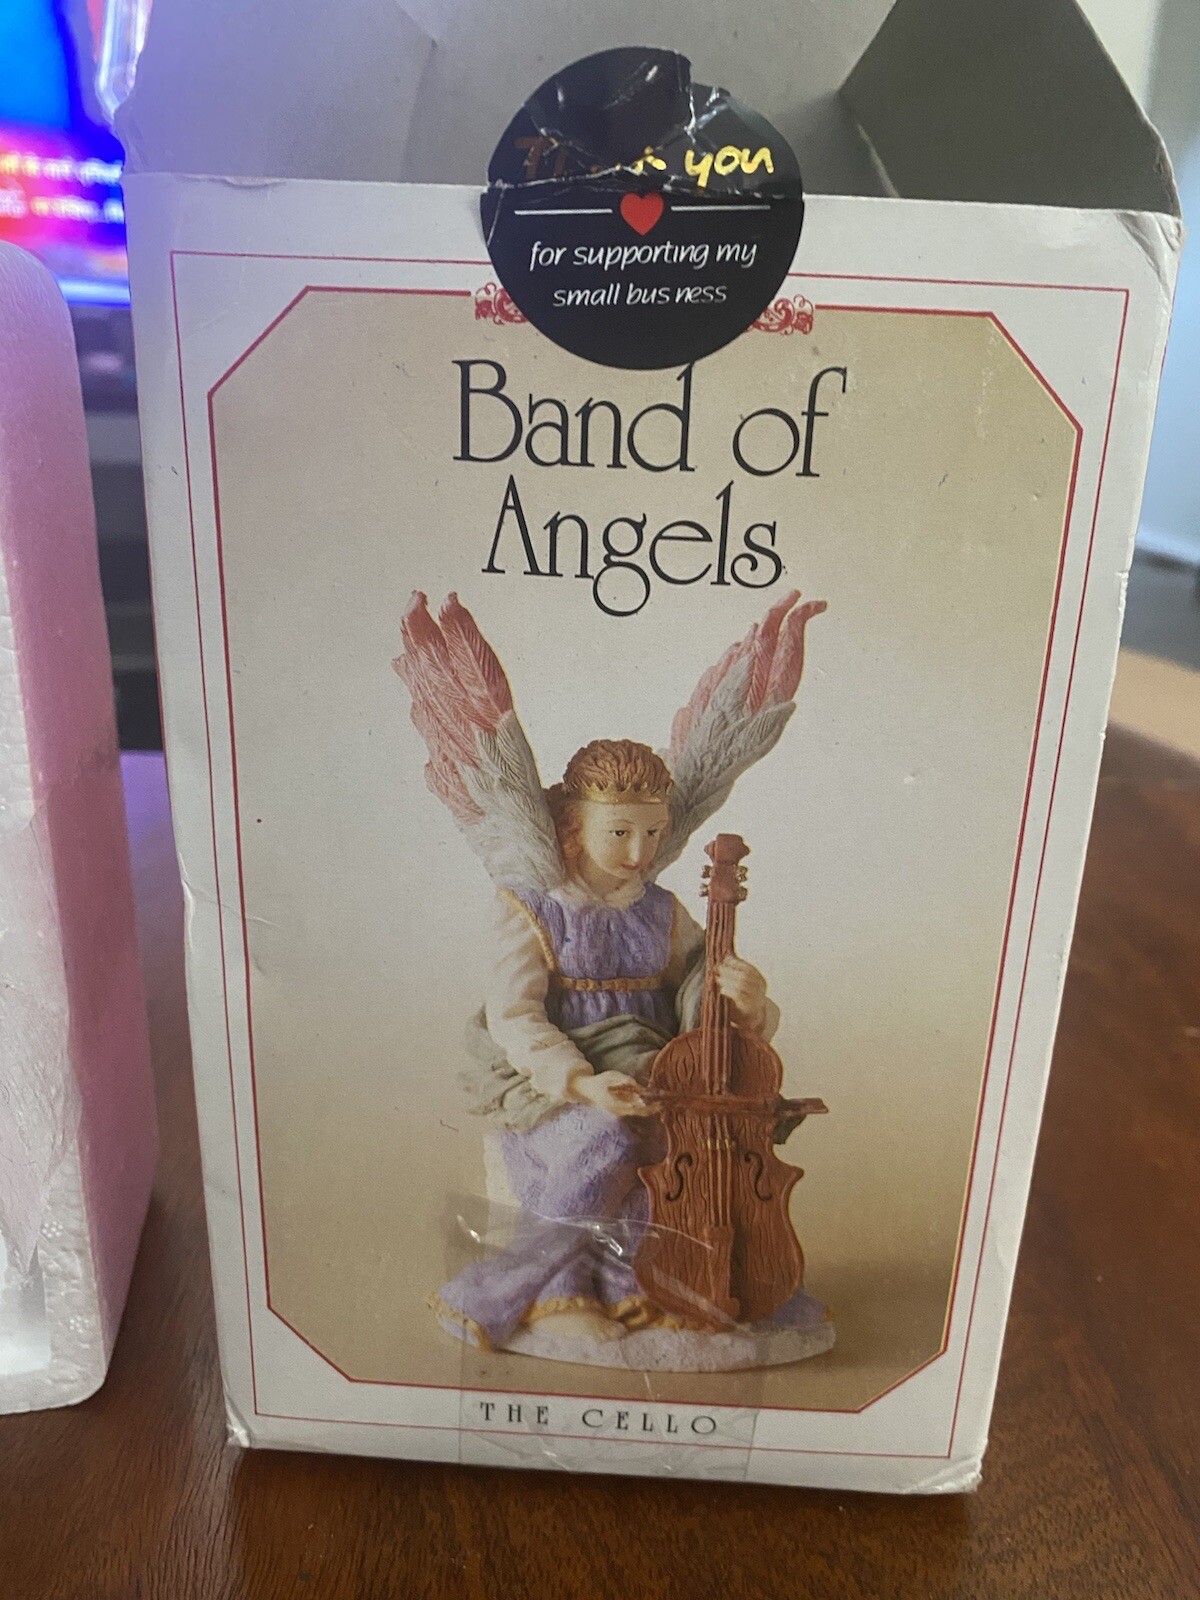 you
for supporting my
small bus ness
Band of
Angels
THE CELLO